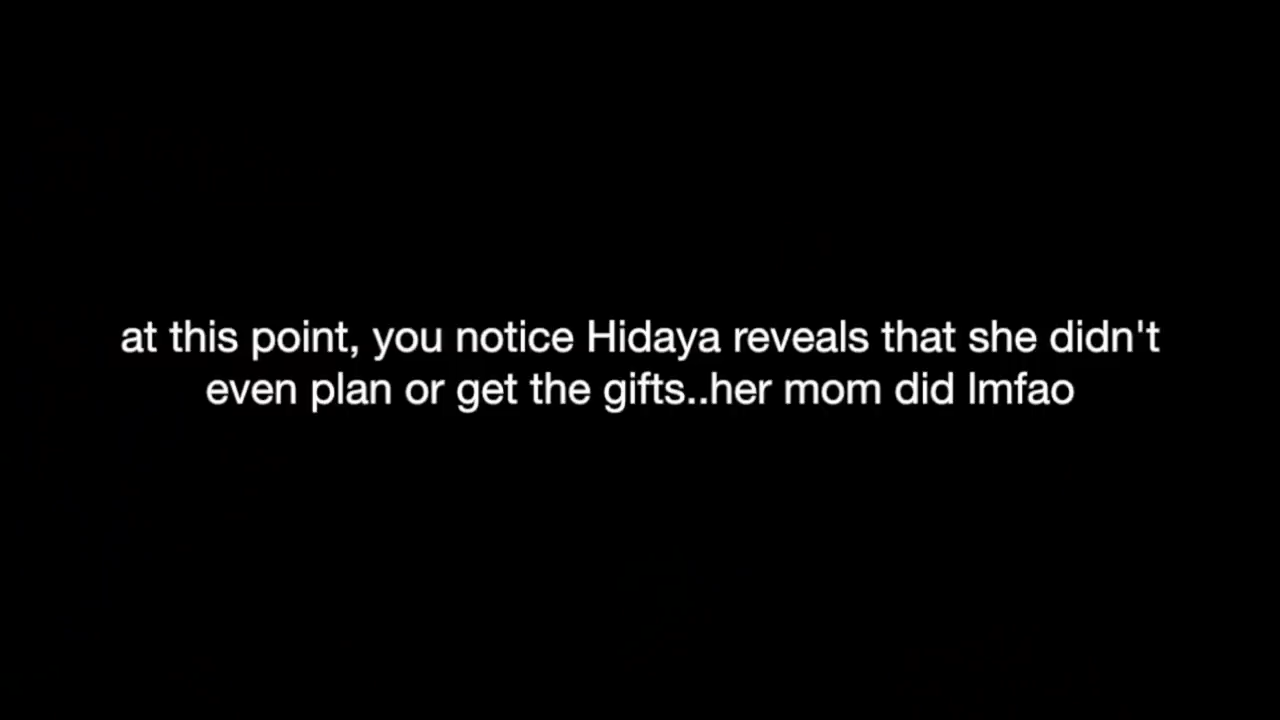 at this point, you notice Hidaya reveals that she didn't
even plan or get the gifts..her mom did lmfao